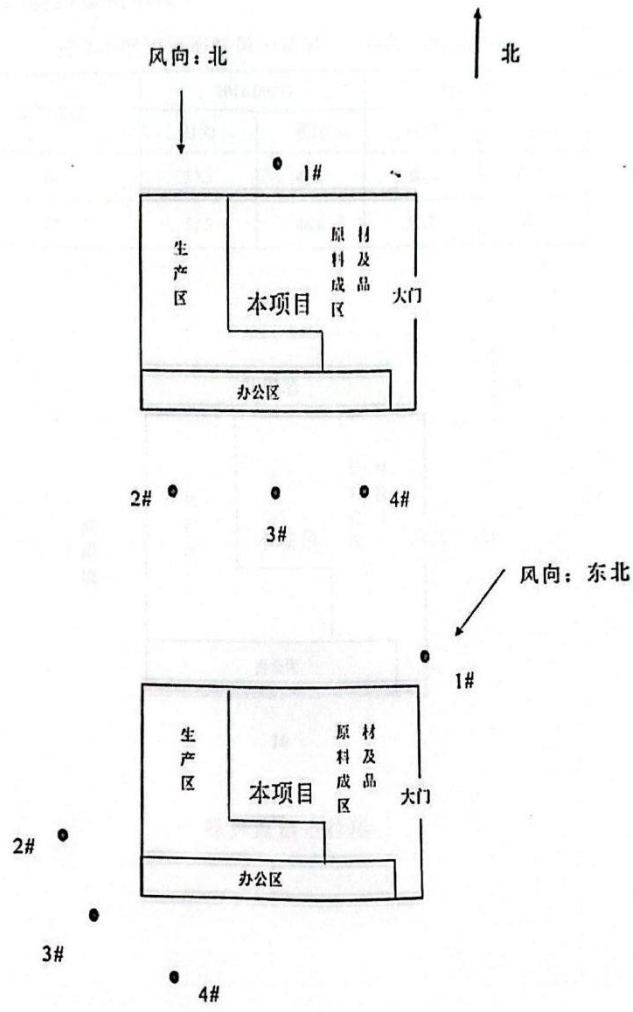 北
风向：北
1#
生产区
本项目
原料成区
材及品
大门
办公区
2#
3#
4#
风向：东北
1#
生产区
本项目
原料成区
材及品
大门
办公区
2#
3#
4#